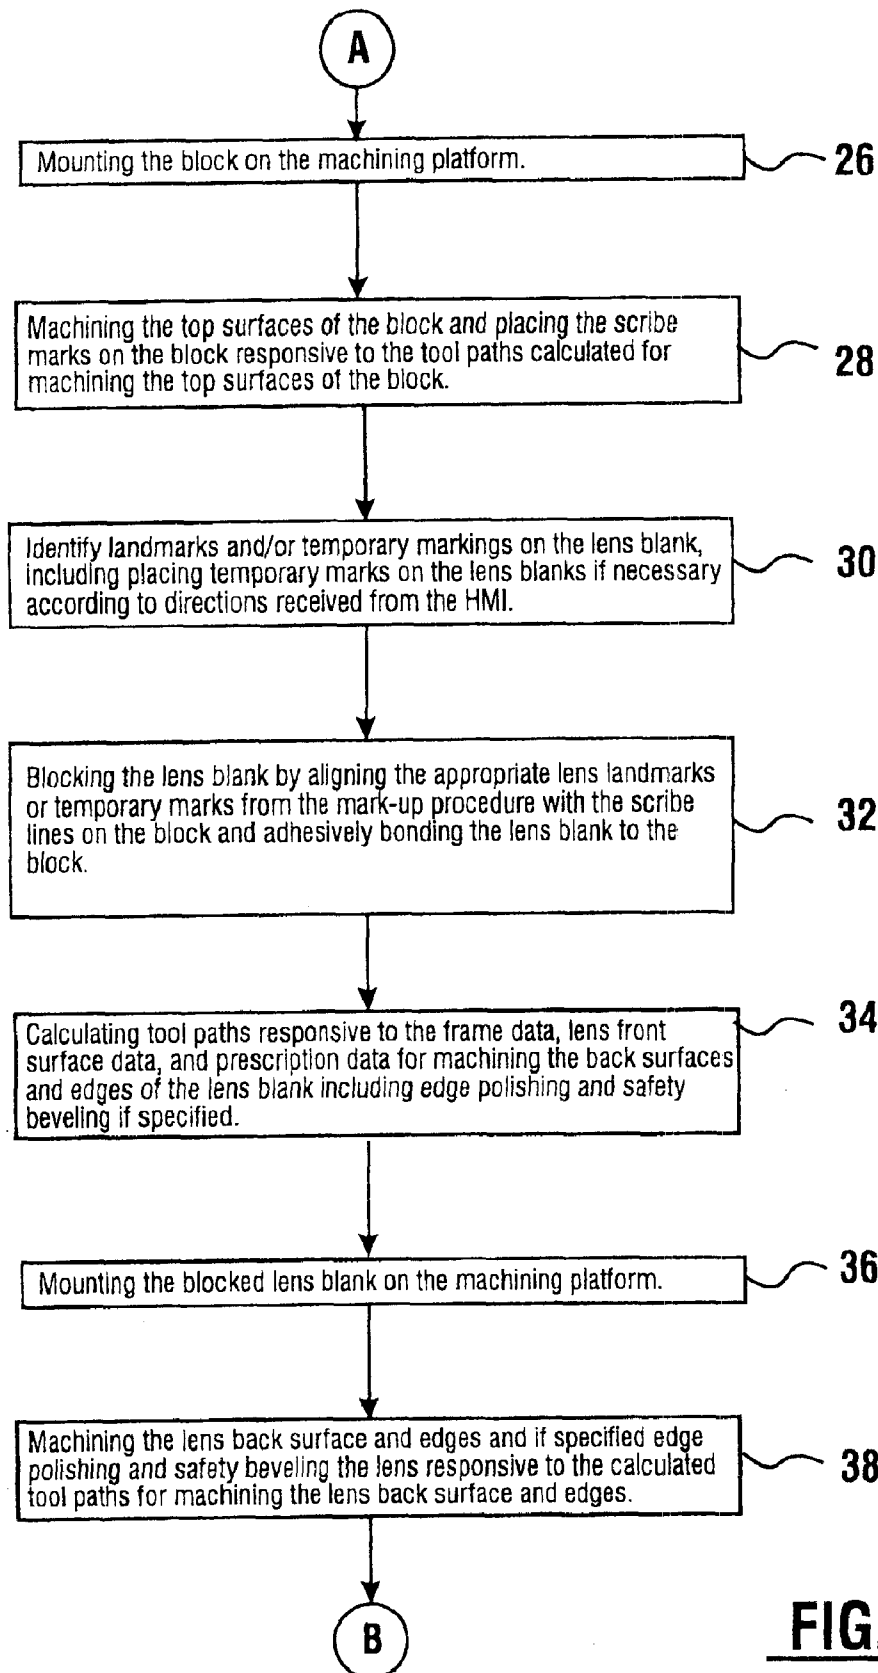 A
Mounting the block on the machining platform.
26
Machining the top surfaces of the block and placing the scribe
marks on the block responsive to the tool paths calculated for
machining the top surfaces of the block.
28
Identify landmarks and/or temporary markings on the lens blank,
including placing temporary marks on the lens blanks if necessary
according to directions received from the HMI.
30
Blocking the lens blank by aligning the appropriate lens landmarks
or temporary marks from the mark-up procedure with the scribe
lines on the block and adhesively bonding the lens blank to the
block.
32
Calculating tool paths responsive to the frame data, lens front
surface data, and prescription data for machining the back surfaces
and edges of the lens blank including edge polishing and safety
beveling if specified.
34
Mounting the blocked lens blank on the machining platform.
36
Machining the lens back surface and edges and if specified edge
polishing and safety beveling the lens responsive to the calculated
tool paths for machining the lens back surface and edges.
38
B
FIG.